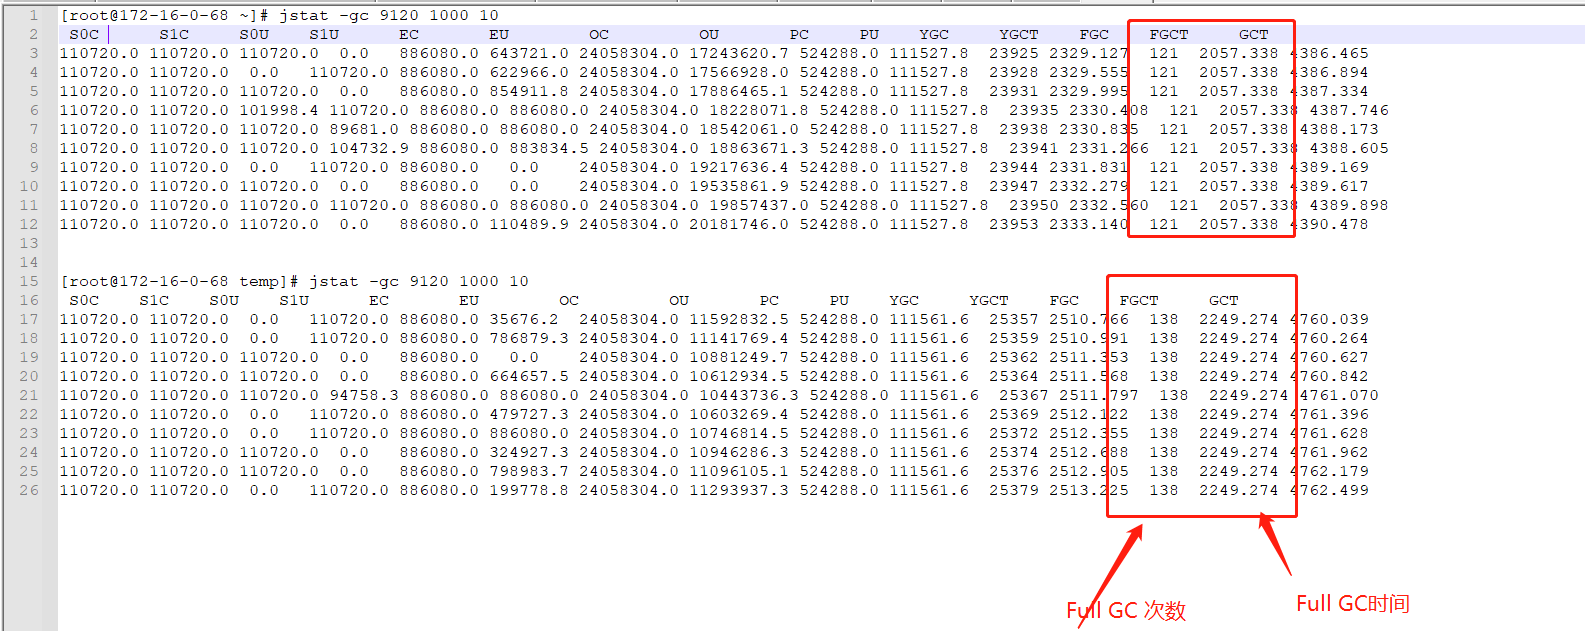 1 [root@172-16-0-68 ~]# jstat -gc 9120 1000 10
2 S0C S1C S0U S1U EC EU OC OU PC PU YGC YGCT FGC FGCT GCT
3 110720.0 110720.0 110720.0 0.0 886080.0 643721.0 24058304.0 17243620.7 524288.0 111527.8 23925 2329.127 121 2057.338 4386.465
4 110720.0 110720.0 0.0 110720.0 886080.0 622966.0 24058304.0 17566928.0 524288.0 111527.8 23928 2329.555 121 2057.338 4386.894
5 110720.0 110720.0 110720.0 0.0 886080.0 854911.8 24058304.0 17886465.1 524288.0 111527.8 23931 2329.995 121 2057.338 4387.334
6 110720.0 110720.0 101998.4 110720.0 886080.0 886080.0 24058304.0 18228071.8 524288.0 111527.8 23935 2330.408 121 2057.338 4387.746
7 110720.0 110720.0 110720.0 89681.0 886080.0 886080.0 24058304.0 18542061.0 524288.0 111527.8 23938 2330.835 121 2057.338 4388.173
8 110720.0 110720.0 110720.0 104732.9 886080.0 883834.5 24058304.0 18863671.3 524288.0 111527.8 23941 2331.266 121 2057.338 4388.605
9 110720.0 110720.0 0.0 110720.0 886080.0 0.0 24058304.0 19217636.4 524288.0 111527.8 23944 2331.831 121 2057.338 4389.169
10 110720.0 110720.0 110720.0 0.0 886080.0 0.0 24058304.0 19535861.9 524288.0 111527.8 23947 2332.279 121 2057.338 4389.617
11 110720.0 110720.0 110720.0 110720.0 886080.0 886080.0 24058304.0 19857437.0 524288.0 111527.8 23950 2332.560 121 2057.338 4389.898
12 110720.0 110720.0 110720.0 0.0 886080.0 110489.9 24058304.0 20181746.0 524288.0 111527.8 23953 2333.140 121 2057.338 4390.478
13
14
15 [root@172-16-0-68 temp]# jstat -gc 9120 1000 10
16 S0C S1C S0U S1U EC EU OC OU PC PU YGC YGCT FGC FGCT GCT
17 110720.0 110720.0 0.0 110720.0 886080.0 35676.2 24058304.0 11592832.5 524288.0 111561.6 25357 2510.766 138 2249.274 4760.039
18 110720.0 110720.0 0.0 110720.0 886080.0 786879.3 24058304.0 11141769.4 524288.0 111561.6 25359 2510.991 138 2249.274 4760.264
19 110720.0 110720.0 110720.0 0.0 886080.0 0.0 24058304.0 10881249.7 524288.0 111561.6 25362 2511.353 138 2249.274 4760.627
20 110720.0 110720.0 110720.0 0.0 886080.0 664657.5 24058304.0 10612934.5 524288.0 111561.6 25364 2511.568 138 2249.274 4760.842
21 110720.0 110720.0 110720.0 94758.3 886080.0 886080.0 24058304.0 10443736.3 524288.0 111561.6 25367 2511.797 138 2249.274 4761.070
22 110720.0 110720.0 0.0 110720.0 886080.0 479727.3 24058304.0 10603269.4 524288.0 111561.6 25369 2512.122 138 2249.274 4761.396
23 110720.0 110720.0 0.0 110720.0 886080.0 886080.0 24058304.0 10746814.5 524288.0 111561.6 25372 2512.355 138 2249.274 4761.628
24 110720.0 110720.0 110720.0 0.0 886080.0 324927.3 24058304.0 10946286.3 524288.0 111561.6 25374 2512.688 138 2249.274 4761.962
25 110720.0 110720.0 110720.0 0.0 886080.0 798983.7 24058304.0 11096105.1 524288.0 111561.6 25376 2512.905 138 2249.274 4762.179
26 110720.0 110720.0 0.0 110720.0 886080.0 199778.8 24058304.0 11293937.3 524288.0 111561.6 25379 2513.225 138 2249.274 4762.499
Full GC 次数
Full GC时间